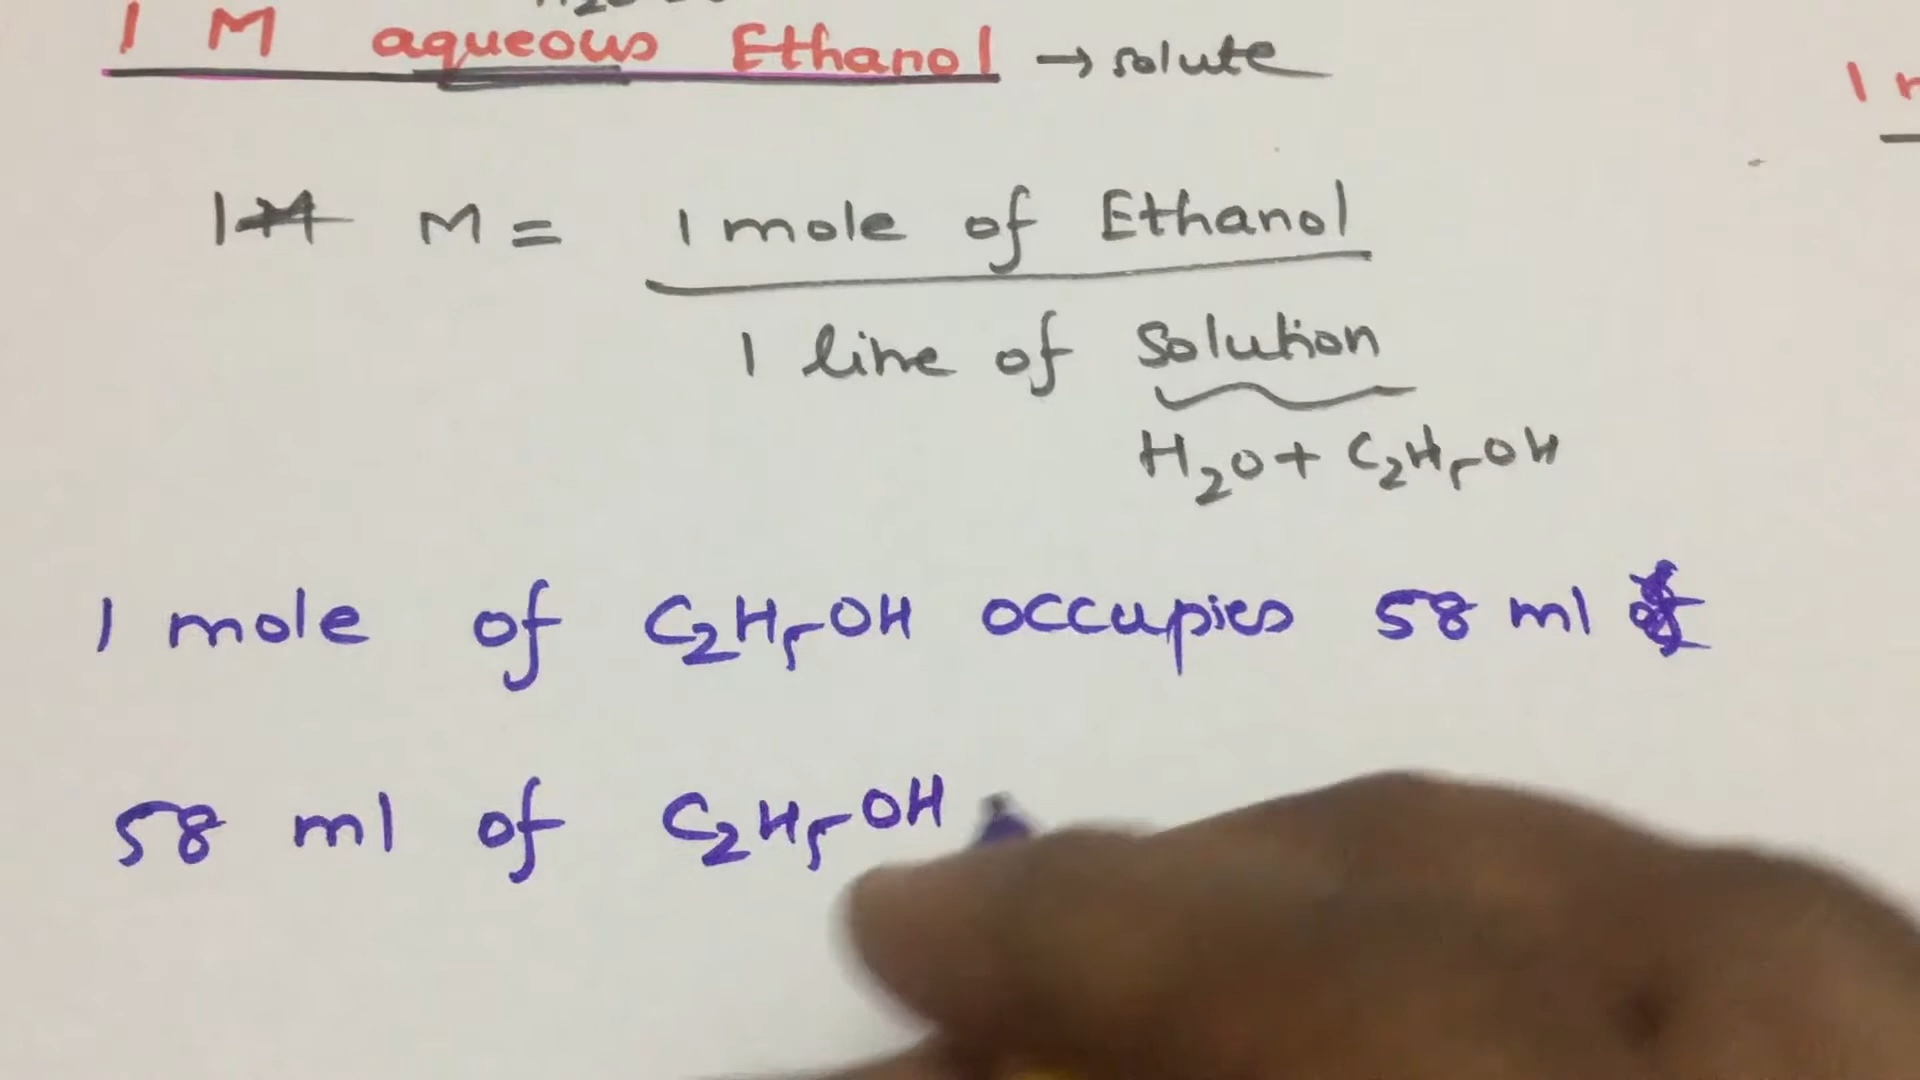 1 M aqueous Ethanol → solute
1
M = 1 mole of Ethanol
1 litre of solution
H₂O + C₂H₅OH
1 mole of C₂H₅OH occupies 58 ml
58 ml of C₂H₅OH